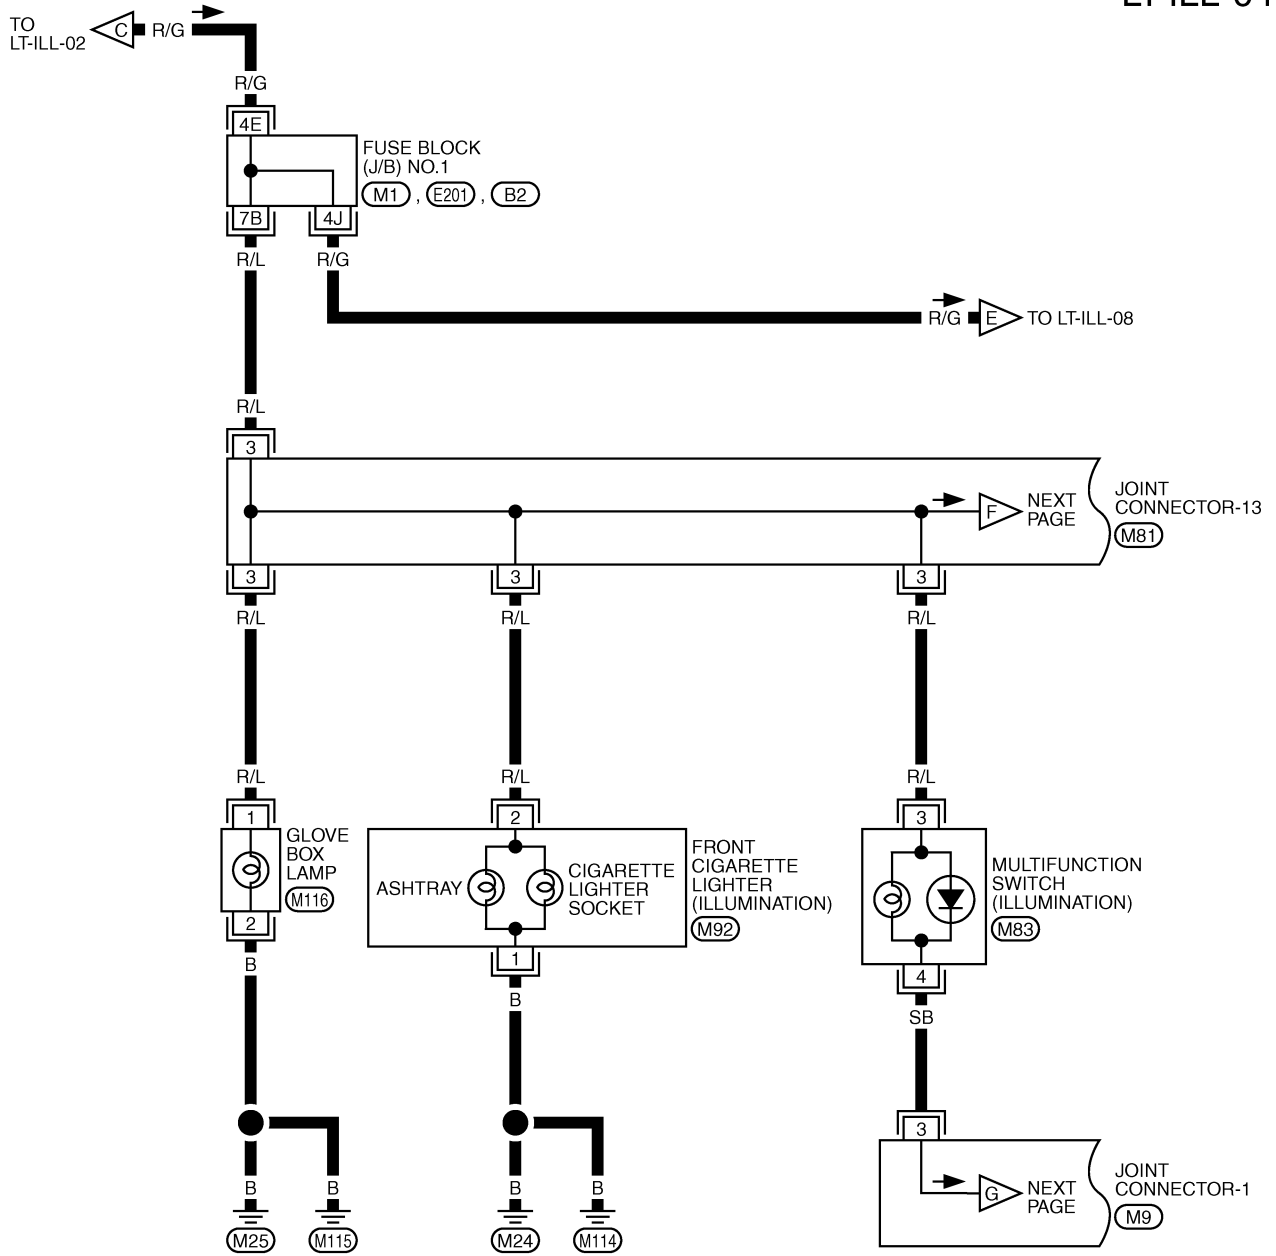 TO
LT-ILL-02
C
R/G
R/G
4E
FUSE BLOCK
(J/B) NO.1
M1 , E201 , B2
7B
4J
R/L
R/G
R/G
E
TO LT-ILL-08
R/L
3
F
NEXT
PAGE
JOINT
CONNECTOR-13
M81
3
3
3
R/L
R/L
R/L
R/L
R/L
R/L
1
2
3
GLOVE
BOX
LAMP
M116
ASHTRAY
CIGARETTE
LIGHTER
SOCKET
FRONT
CIGARETTE
LIGHTER
(ILLUMINATION)
M92
MULTIFUNCTION
SWITCH
(ILLUMINATION)
M83
2
1
4
B
B
SB
3
G
NEXT
PAGE
JOINT
CONNECTOR-1
M9
B
B
B
B
M25
M115
M24
M114